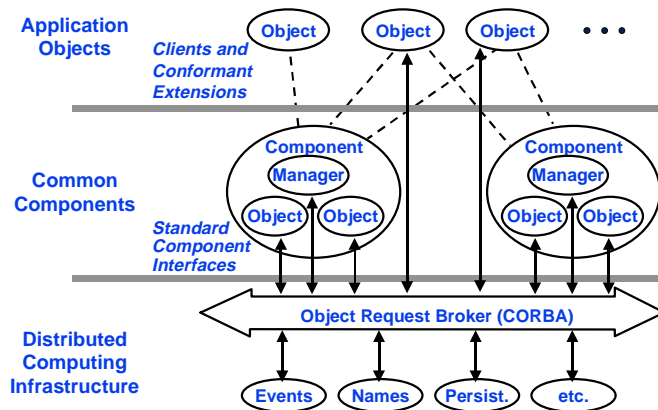 Application
Objects
Object
Object
Object
• • •
Clients and
Conformant
Extensions
Common
Components
Component
Manager
Object
Object
Component
Manager
Object
Object
Standard
Component
Interfaces
Object Request Broker (CORBA)
Distributed
Computing
Infrastructure
Events
Names
Persist.
etc.